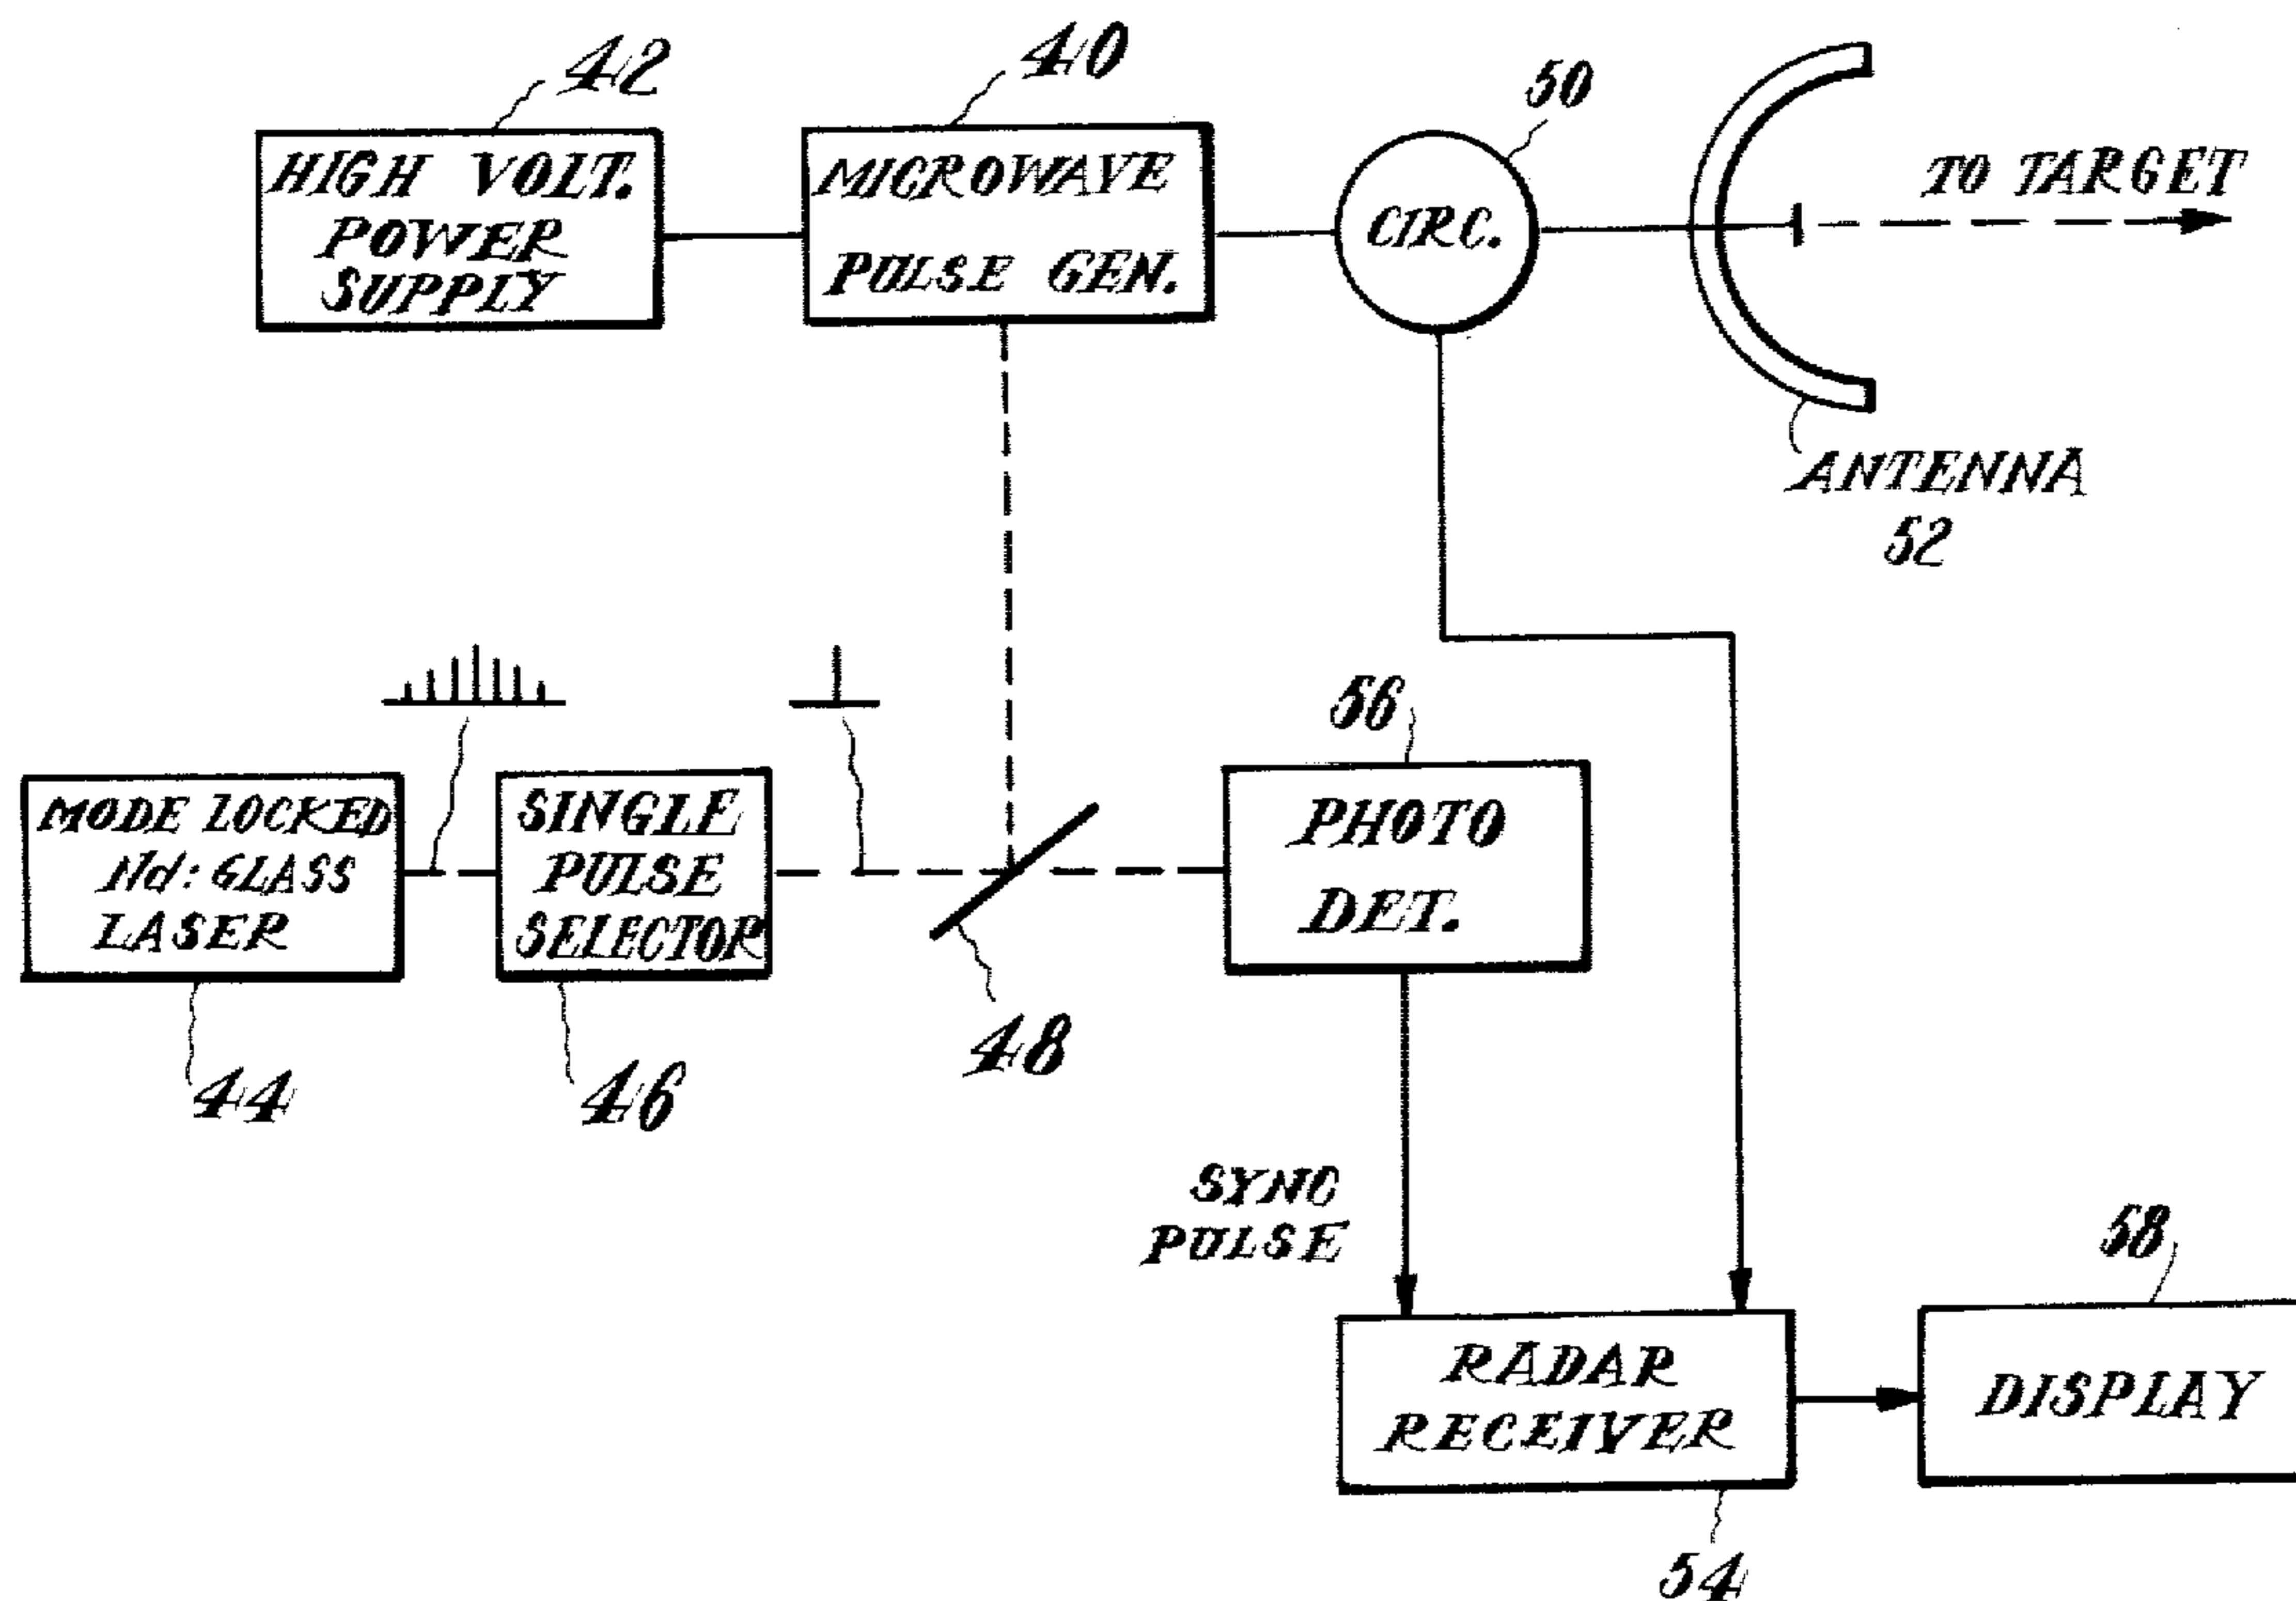 42
40
50
HIGH VOLT.
POWER
SUPPLY
MICROWAVE
PULSE GEN.
CIRC.
TO TARGET
ANTENNA
52
56
MODE LOCKED
Nd: GLASS
LASER
SINGLE
PULSE
SELECTOR
PHOTO
DET.
44
46
48
SYNC
PULSE
58
RADAR
RECEIVER
DISPLAY
54